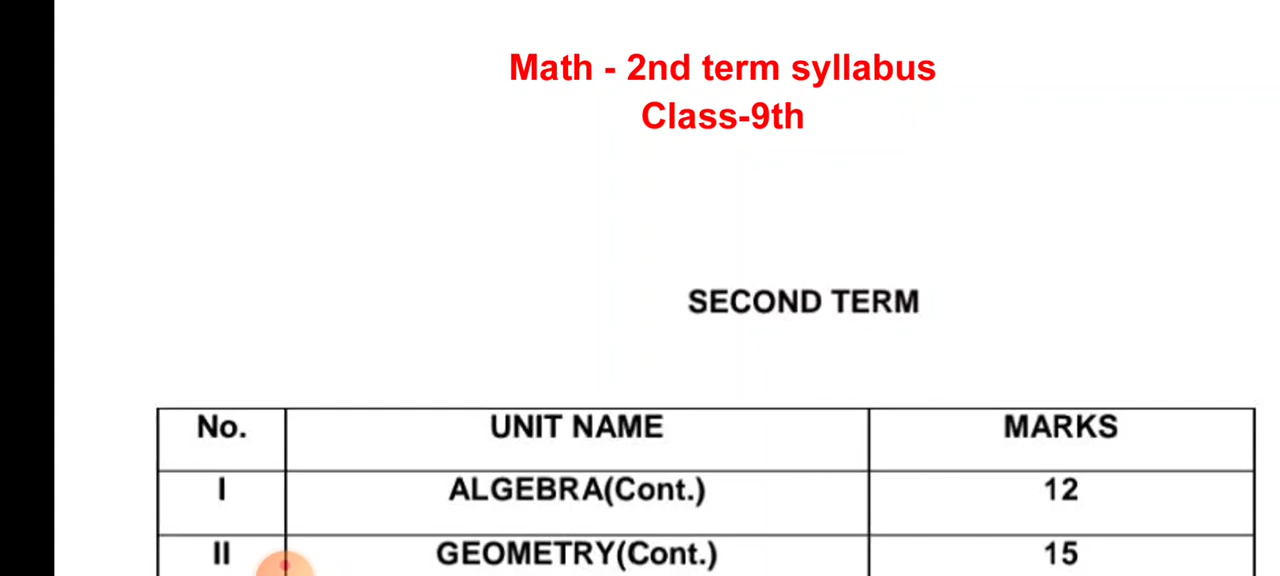 Math - 2nd term syllabus
Class-9th
SECOND TERM
No. UNIT NAME MARKS
I ALGEBRA(Cont.) 12
II GEOMETRY(Cont.) 15